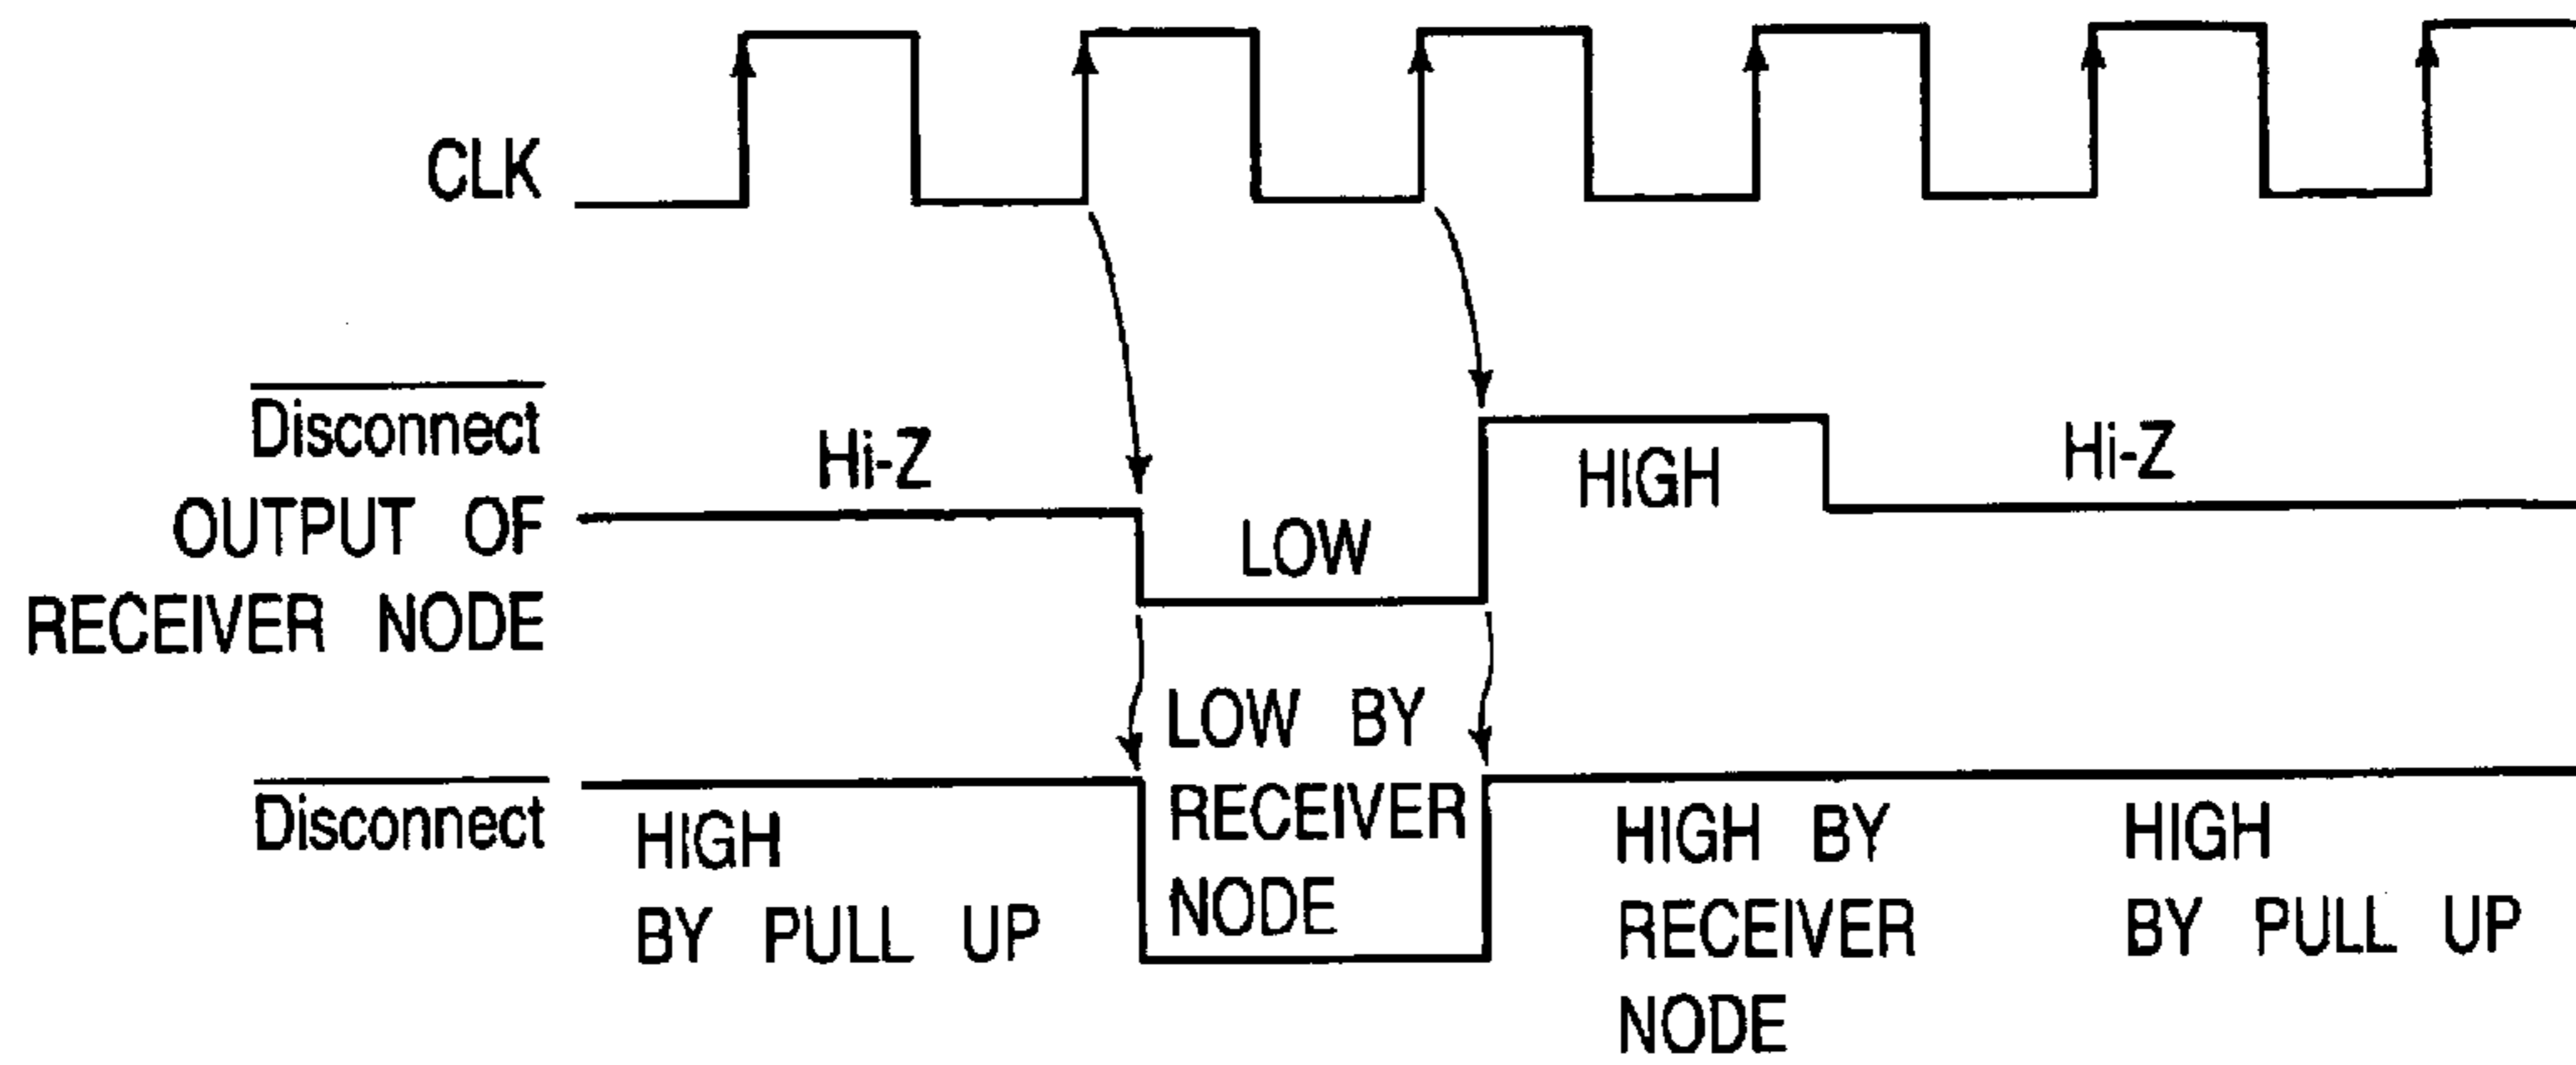 CLK
Disconnect
OUTPUT OF
RECEIVER NODE
Hi-Z
LOW
HIGH
Hi-Z
Disconnect
HIGH
BY PULL UP
LOW BY
RECEIVER
NODE
HIGH BY
RECEIVER
NODE
HIGH
BY PULL UP